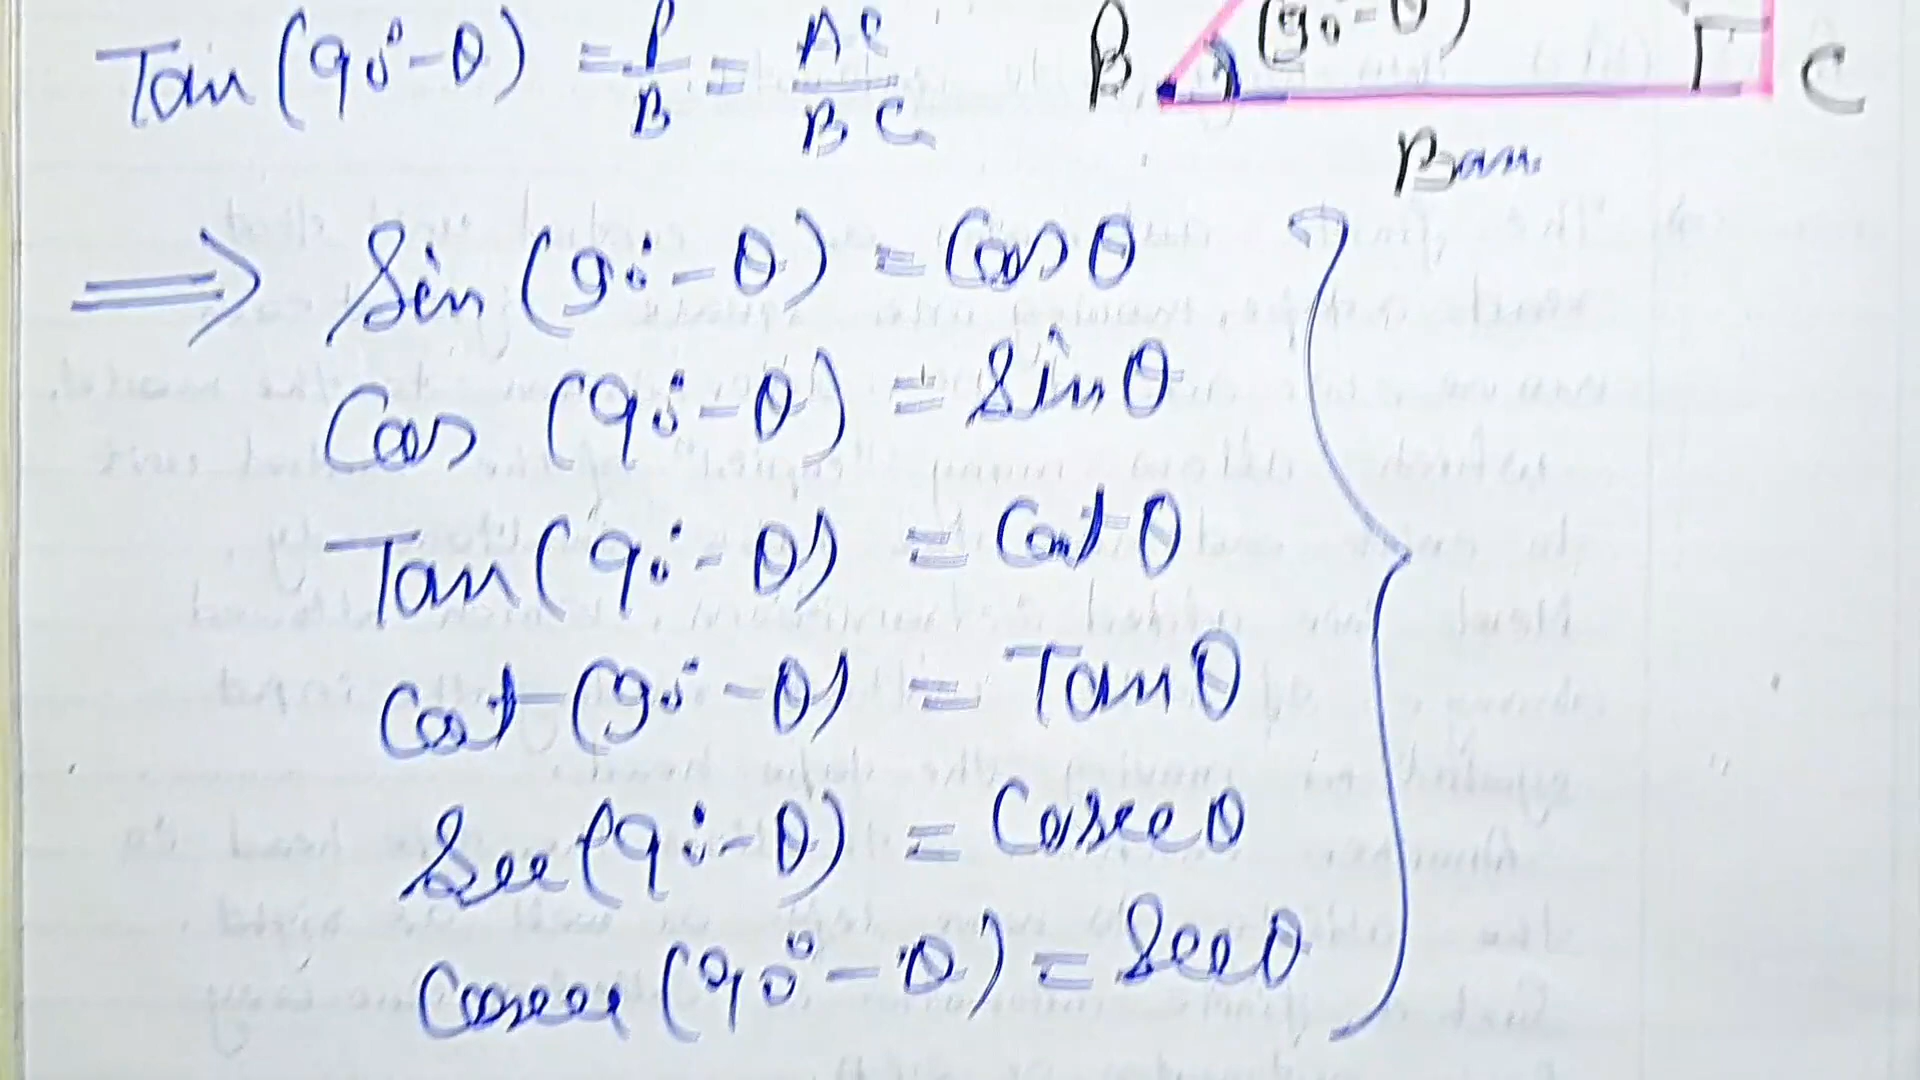 Tan (90°-θ) = P/B = AC/BC
B (90°-θ) C
Base
⇒ Sin (90°-θ) = Cos θ
Cos (90°-θ) = Sin θ
Tan (90°-θ) = Cot θ
Cot (90°-θ) = Tan θ
Sec (90°-θ) = Cosec θ
Cosec (90°-θ) = Sec θ